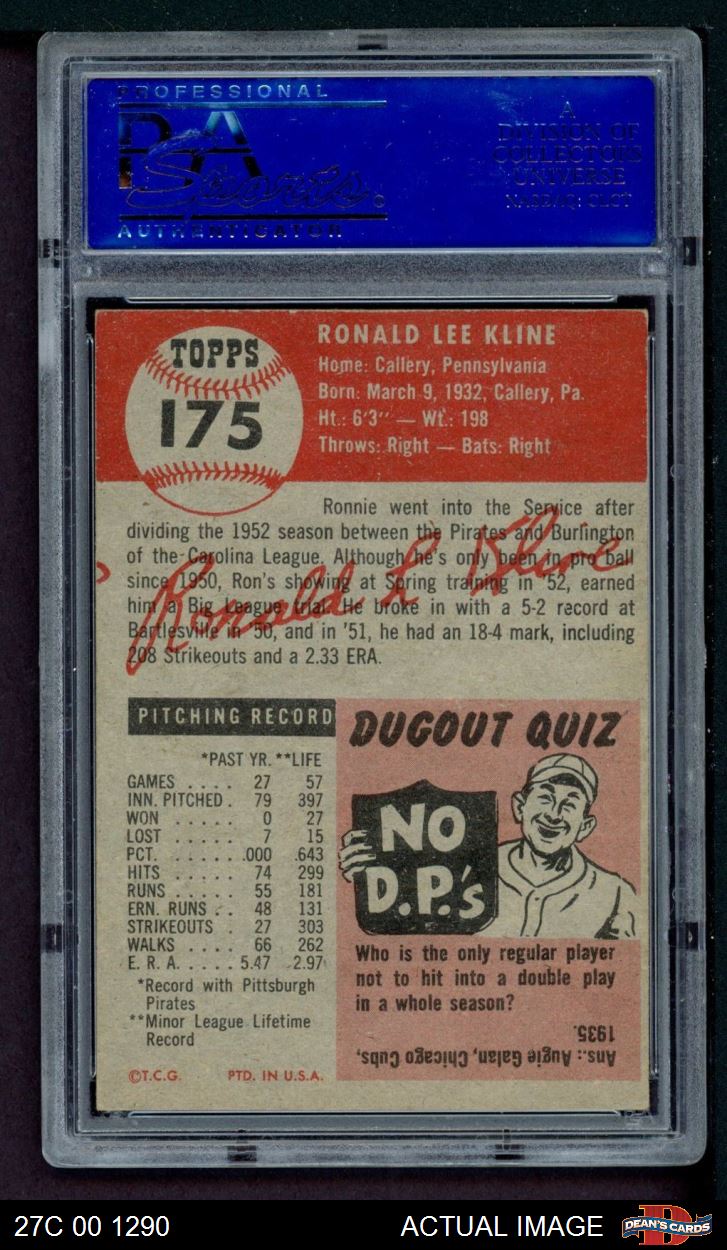 PROFESSIONAL
PSA
Sports
AUTHENTICATOR
A
DIVISION OF
COLLECTORS
UNIVERSE
NASDAQ: CLCT
TOPPS
175
RONALD LEE KLINE
Home: Callery, Pennsylvania
Born: March 9, 1932, Callery, Pa.
Ht.: 6'3" — Wt.: 198
Throws: Right — Bats: Right
Ronnie went into the Service after
dividing the 1952 season between the Pirates and Burlington
of the Carolina League. Although he's only been in pro ball
since 1950, Ron's showing at Spring training in '52, earned
him a Big League trial. He broke in with a 5-2 record at
Bartlesville in '50, and in '51, he had an 18-4 mark, including
208 Strikeouts and a 2.33 ERA.
Ronald L Kline
PITCHING RECORD
*PAST YR. **LIFE
GAMES . . . . 27 57
INN. PITCHED . 79 397
WON . . . . . 0 27
LOST . . . . . 7 15
PCT. . . . . . .000 .643
HITS . . . . . 74 299
RUNS . . . . . 55 181
ERN. RUNS . . 48 131
STRIKEOUTS . 27 303
WALKS . . . . 66 262
E. R. A. . . . . . 5.47 2.97
*Record with Pittsburgh
Pirates
**Minor League Lifetime
Record
©T.C.G. PTD. IN U.S.A.
DUGOUT QUIZ
NO
D.P.'s
Who is the only regular player
not to hit into a double play
in a whole season?
Ans.: Augie Galan, Chicago Cubs,
1935.
27C 00 1290
ACTUAL IMAGE
D
DEAN'S CARDS